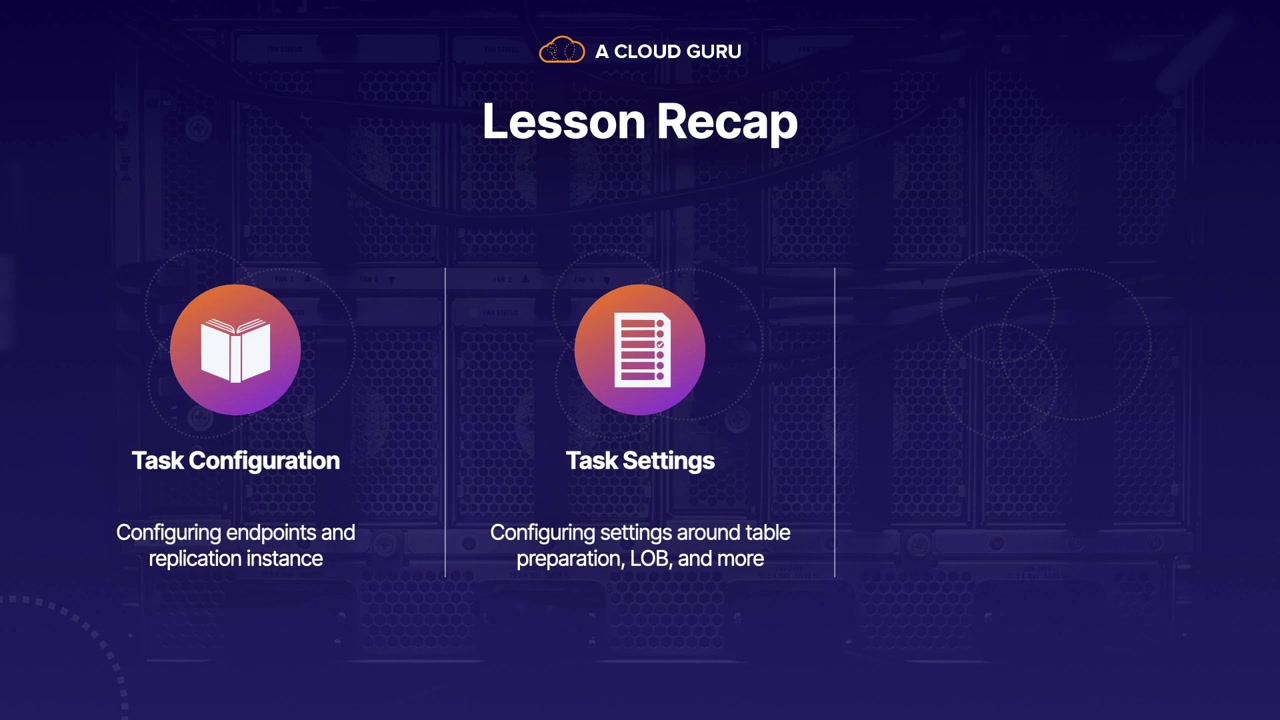 A CLOUD GURU
Lesson Recap
Task Configuration
Configuring endpoints and
replication instance
Task Settings
Configuring settings around table
preparation, LOB, and more